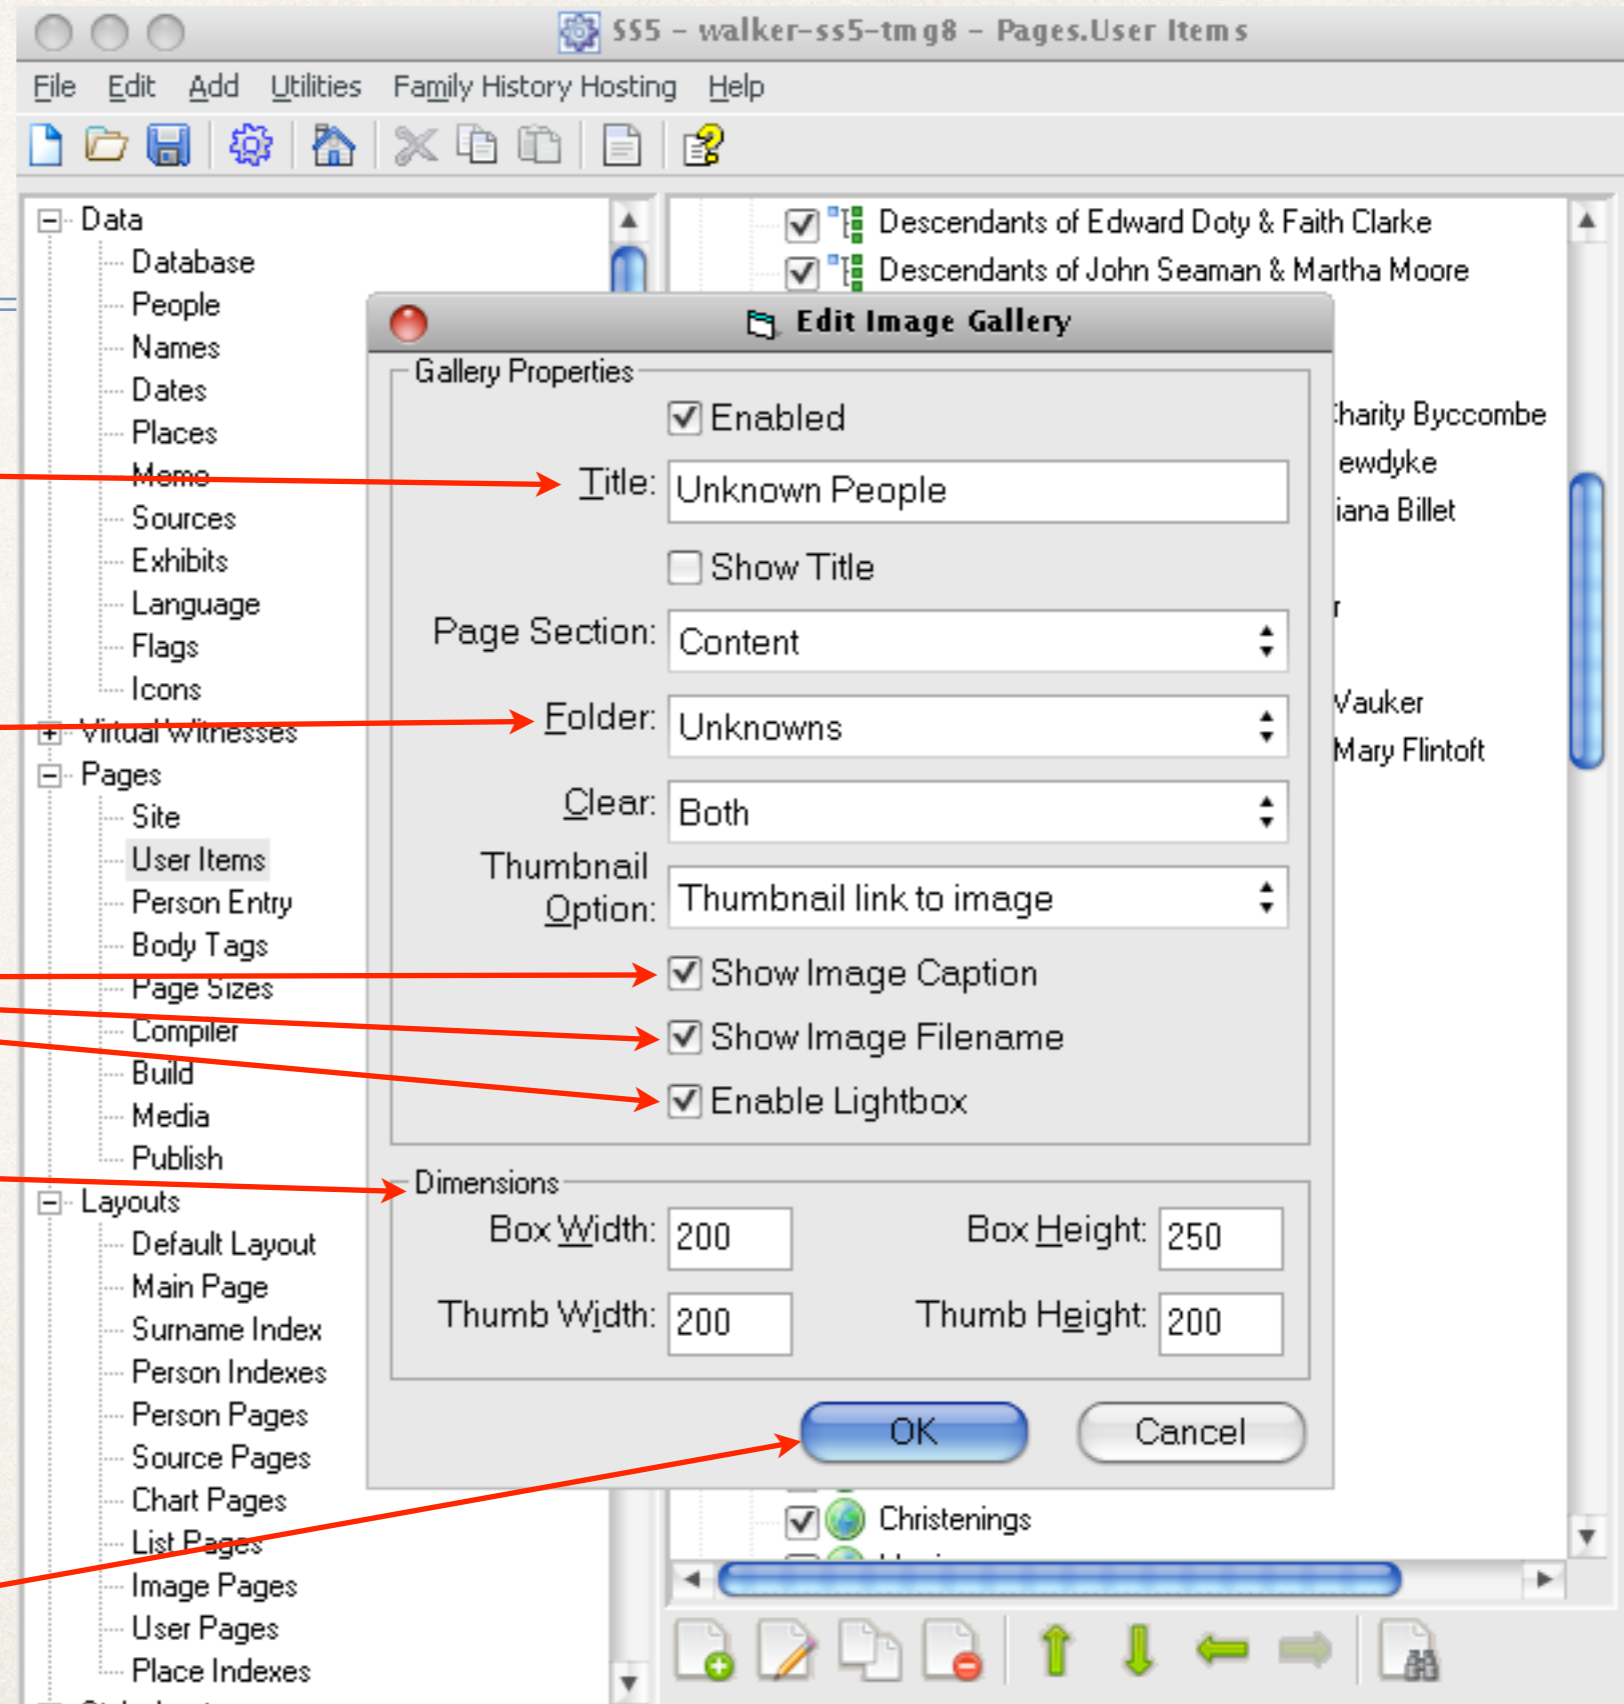 SS5 - walker-ss5-tmg8 - Pages.User Items
File Edit Add Utilities Family History Hosting Help
Data
Database
People
Names
Dates
Places
Memo
Sources
Exhibits
Language
Flags
Icons
Virtual Witnesses
Pages
Site
User Items
Person Entry
Body Tags
Page Sizes
Compiler
Build
Media
Publish
Layouts
Default Layout
Main Page
Surname Index
Person Indexes
Person Pages
Source Pages
Chart Pages
List Pages
Image Pages
User Pages
Place Indexes
Descendants of Edward Doty & Faith Clarke
Descendants of John Seaman & Martha Moore
Charity Byccombe
ewdyke
iana Billet
r
Vauker
Mary Flintoft
Edit Image Gallery
Gallery Properties
Enabled
Title: Unknown People
Show Title
Page Section: Content
Folder: Unknowns
Clear: Both
Thumbnail
Option: Thumbnail link to image
Show Image Caption
Show Image Filename
Enable Lightbox
Dimensions
Box Width: 200 Box Height: 250
Thumb Width: 200 Thumb Height: 200
OK Cancel
Christenings